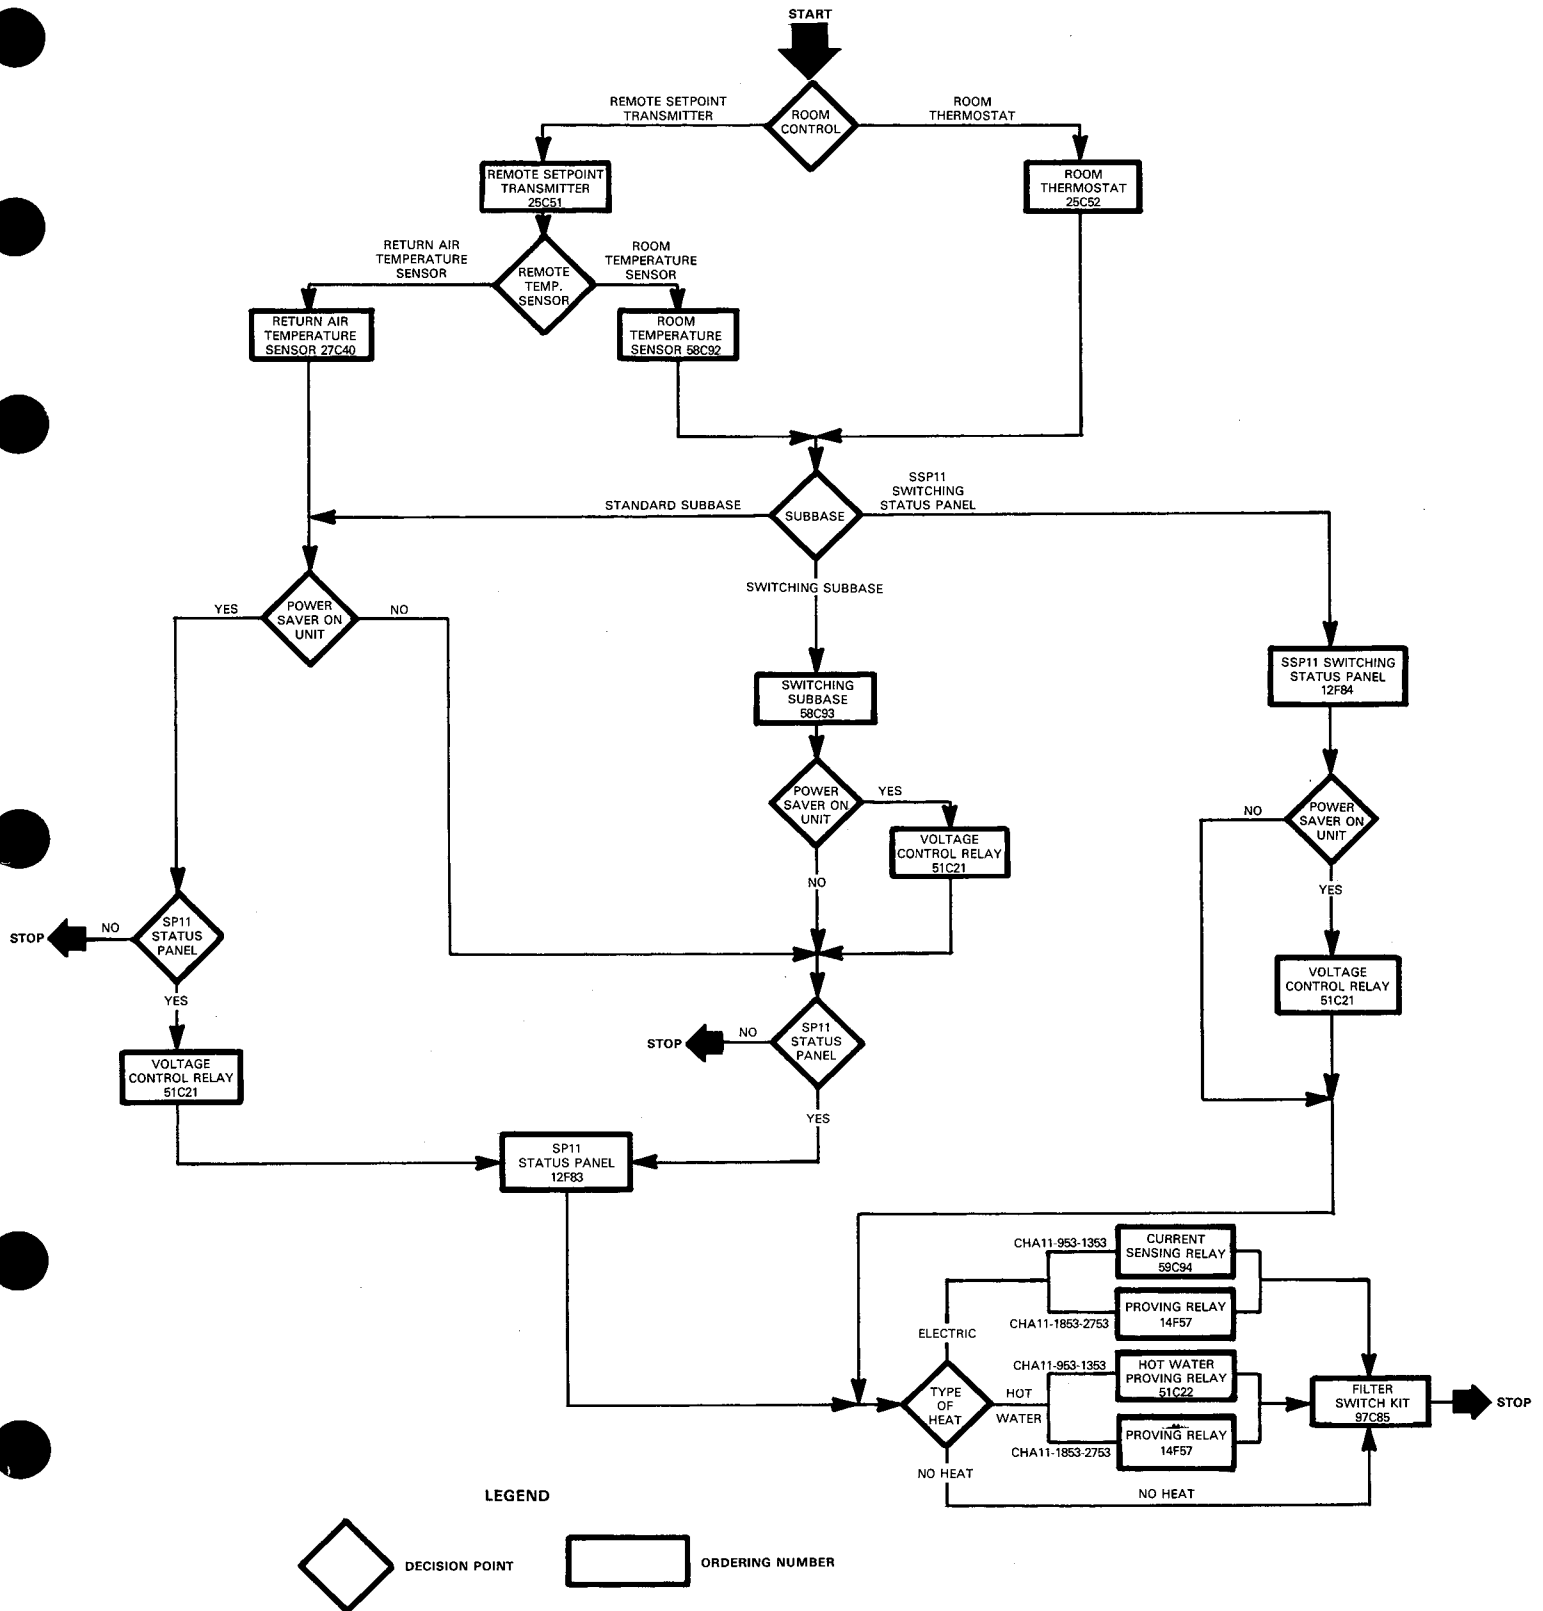 START
REMOTE SETPOINT
TRANSMITTER
ROOM
CONTROL
ROOM
THERMOSTAT
REMOTE SETPOINT
TRANSMITTER
25C51
ROOM
THERMOSTAT
25C52
RETURN AIR
TEMPERATURE
SENSOR
REMOTE
TEMP.
SENSOR
ROOM
TEMPERATURE
SENSOR
RETURN AIR
TEMPERATURE
SENSOR 27C40
ROOM
TEMPERATURE
SENSOR 58C92
STANDARD SUBBASE
SUBBASE
SSP11
SWITCHING
STATUS PANEL
SWITCHING SUBBASE
YES
POWER
SAVER ON
UNIT
NO
SWITCHING
SUBBASE
58C93
SSP11 SWITCHING
STATUS PANEL
12F84
POWER
SAVER ON
UNIT
YES
VOLTAGE
CONTROL RELAY
51C21
NO
NO
POWER
SAVER ON
UNIT
YES
STOP
NO
SP11
STATUS
PANEL
YES
VOLTAGE
CONTROL RELAY
51C21
VOLTAGE
CONTROL RELAY
51C21
STOP
NO
SP11
STATUS
PANEL
YES
SP11
STATUS PANEL
12F83
CHA11-953-1353
CURRENT
SENSING RELAY
59C94
CHA11-1853-2753
PROVING RELAY
14F57
ELECTRIC
CHA11-953-1353
HOT WATER
PROVING RELAY
51C22
TYPE
OF
HEAT
HOT
WATER
CHA11-1853-2753
PROVING RELAY
14F57
FILTER
SWITCH KIT
97C85
STOP
NO HEAT
NO HEAT
LEGEND
DECISION POINT
ORDERING NUMBER